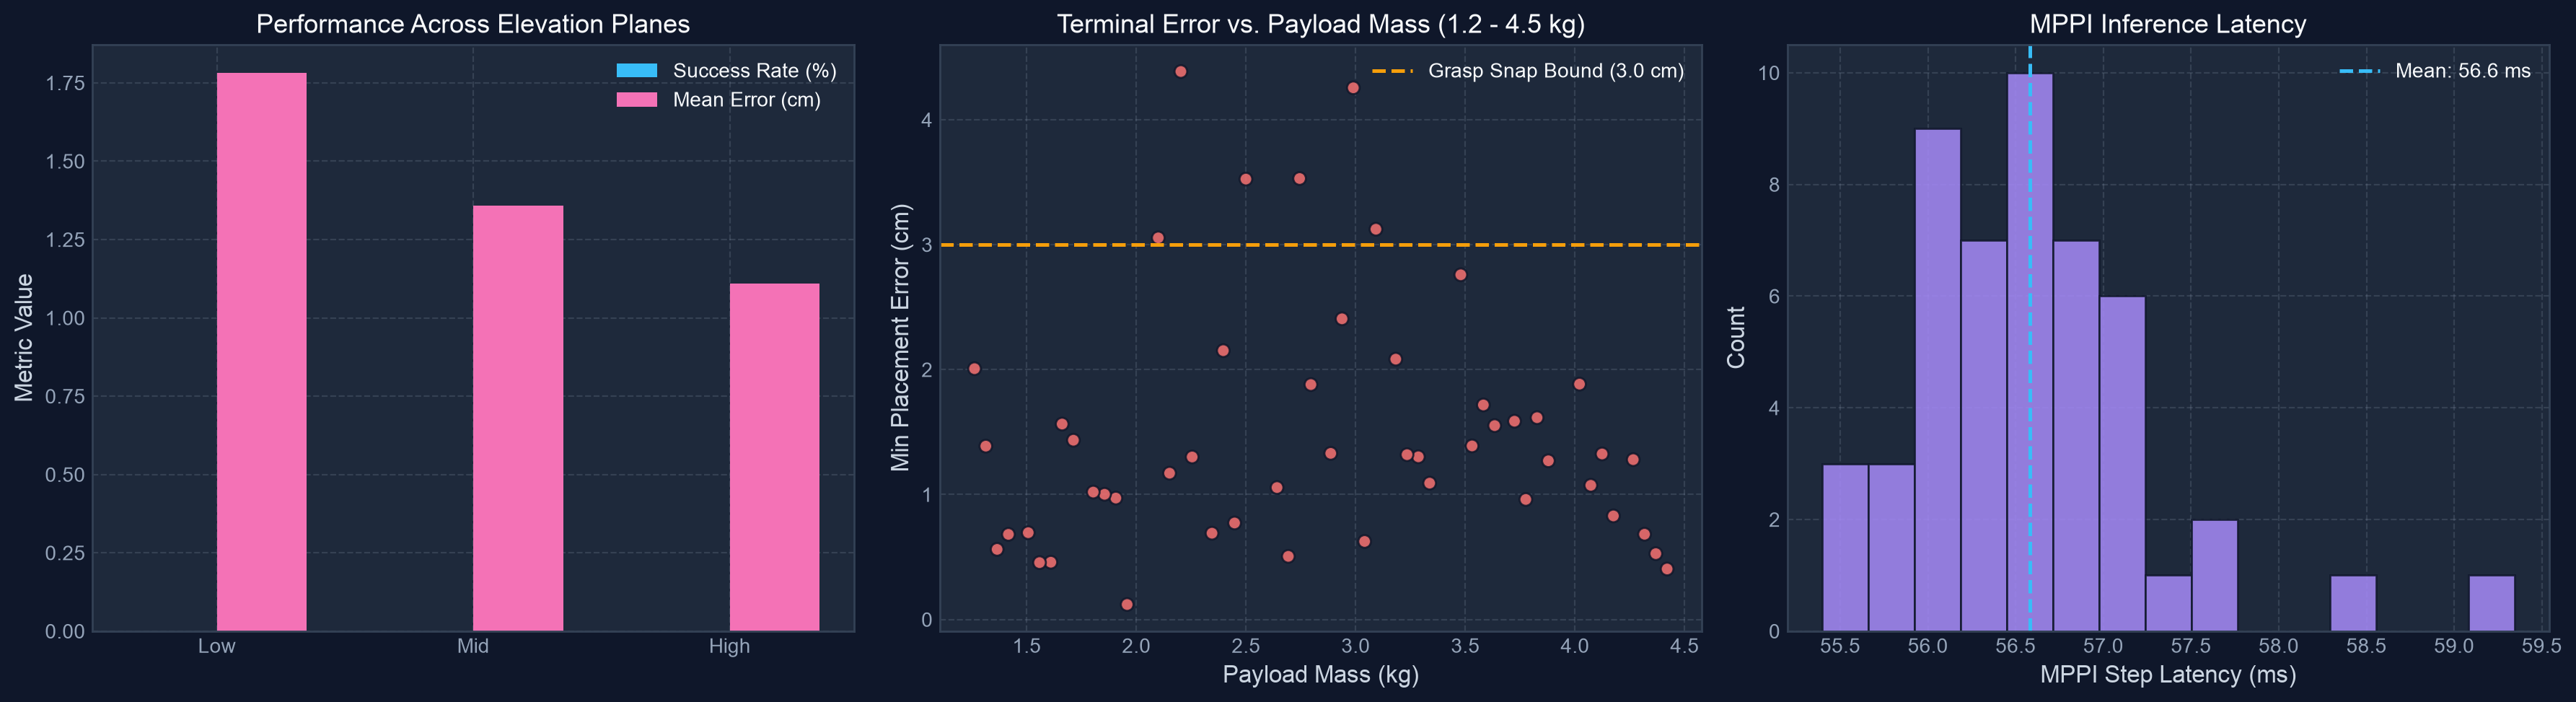 Performance Across Elevation Planes
Success Rate (%)
Mean Error (cm)
Metric Value
1.75
1.50
1.25
1.00
0.75
0.50
0.25
0.00
Low
Mid
High
Terminal Error vs. Payload Mass (1.2 - 4.5 kg)
Grasp Snap Bound (3.0 cm)
Min Placement Error (cm)
4
3
2
1
0
1.5
2.0
2.5
3.0
3.5
4.0
4.5
Payload Mass (kg)
MPPI Inference Latency
Mean: 56.6 ms
Count
10
8
6
4
2
0
55.5
56.0
56.5
57.0
57.5
58.0
58.5
59.0
59.5
MPPI Step Latency (ms)